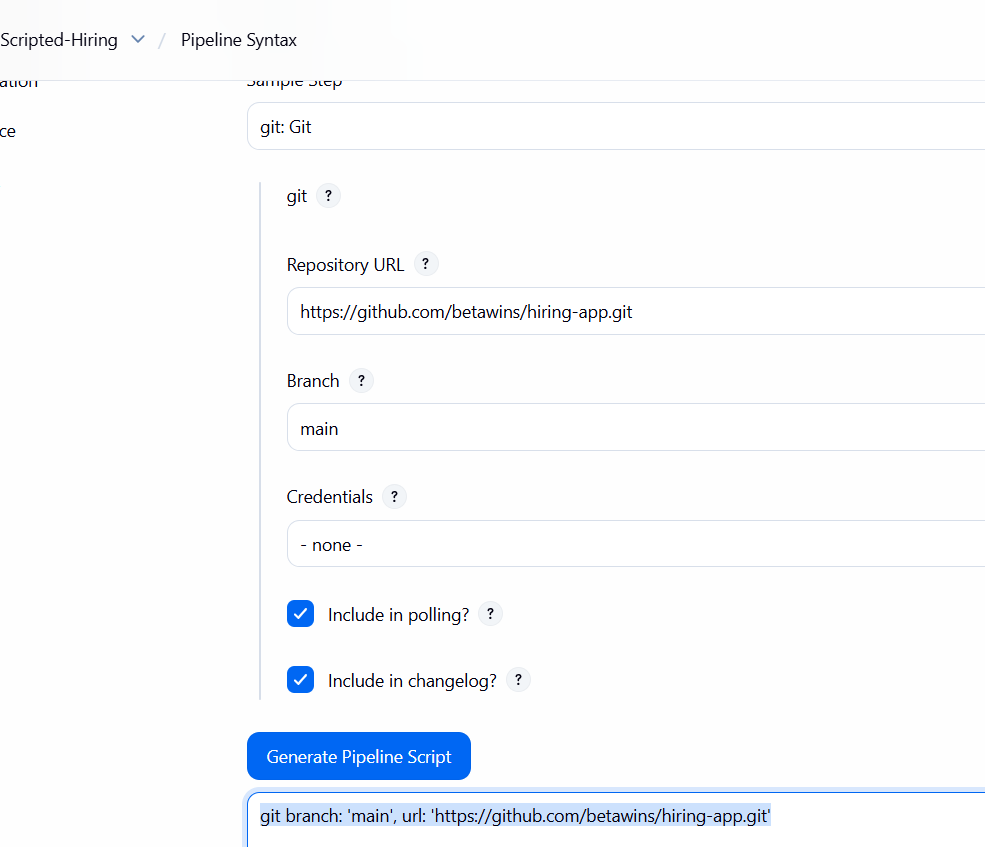 Scripted-Hiring / Pipeline Syntax
ation
Sample Step
ce
git: Git
git ?
Repository URL ?
https://github.com/betawins/hiring-app.git
Branch ?
main
Credentials ?
- none -
Include in polling? ?
Include in changelog? ?
Generate Pipeline Script
git branch: 'main', url: 'https://github.com/betawins/hiring-app.git'